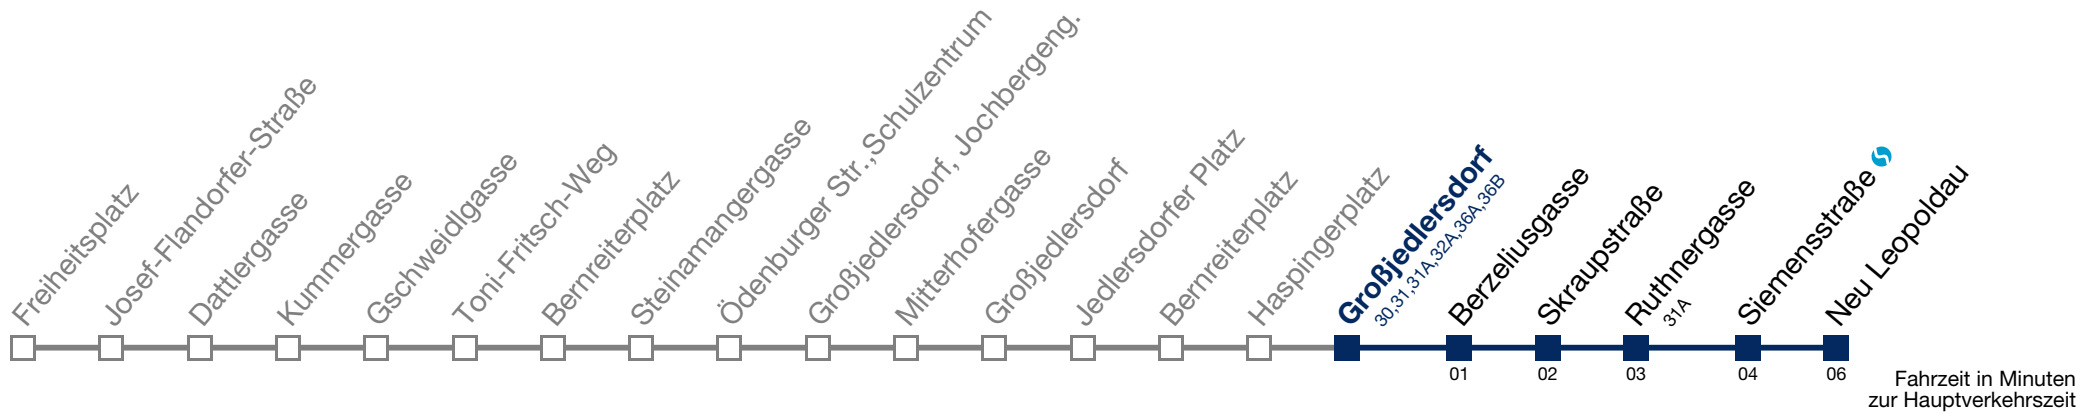 Freiheitsplatz
Josef-Flandorfer-Straße
Dattlergasse
Kummergasse
Gschweidlgasse
Toni-Fritsch-Weg
Bernreiterplatz
Steinamangergasse
Ödenburger Str.,Schulzentrum
Großjedlersdorf, Jochbergeng.
Mitterhofergasse
Großjedlersdorf
Jedlersdorfer Platz
Bernreiterplatz
Haspingerplatz
Großjedlersdorf
30,31,31A,32A,36A,36B
Berzeliusgasse
01
Skraupstraße
02
Ruthnergasse
31A
03
Siemensstraße
04
Neu Leopoldau
06
Fahrzeit in Minuten
zur Hauptverkehrszeit